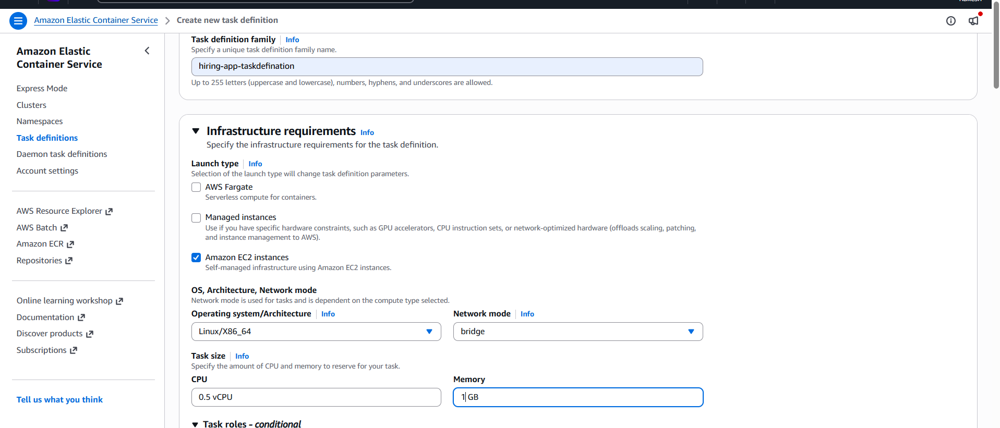 Amazon Elastic Container Service
Create new task definition
Amazon Elastic
Container Service
Express Mode
Clusters
Namespaces
Task definitions
Daemon task definitions
Account settings
AWS Resource Explorer
AWS Batch
Amazon ECR
Repositories
Online learning workshop
Documentation
Discover products
Subscriptions
Tell us what you think
Task definition family Info
Specify a unique task definition family name.
hiring-app-taskdefination
Up to 255 letters (uppercase and lowercase), numbers, hyphens, and underscores are allowed.
Infrastructure requirements Info
Specify the infrastructure requirements for the task definition.
Launch type Info
Selection of the launch type will change task definition parameters.
AWS Fargate
Serverless compute for containers.
Managed instances
Use if you have specific hardware constraints, such as GPU accelerators, CPU instruction sets, or network-optimized hardware (offloads scaling, patching,
and instance management to AWS).
Amazon EC2 instances
Self-managed infrastructure using Amazon EC2 instances.
OS, Architecture, Network mode
Network mode is used for tasks and is dependent on the compute type selected.
Operating system/Architecture Info
Network mode Info
Linux/X86_64
bridge
Task size Info
Specify the amount of CPU and memory to reserve for your task.
CPU
Memory
0.5 vCPU
1 GB
Task roles - conditional